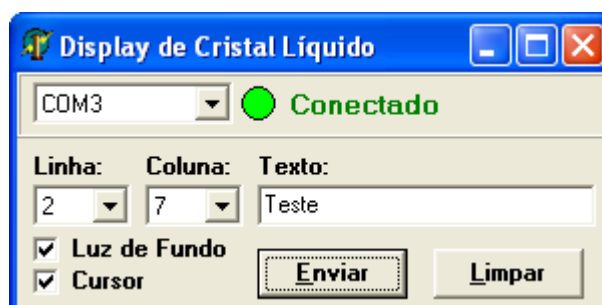 Display de Cristal Líquido
COM3 Conectado
Linha: Coluna: Texto:
2 7 Teste
Luz de Fundo
Cursor
Enviar Limpar